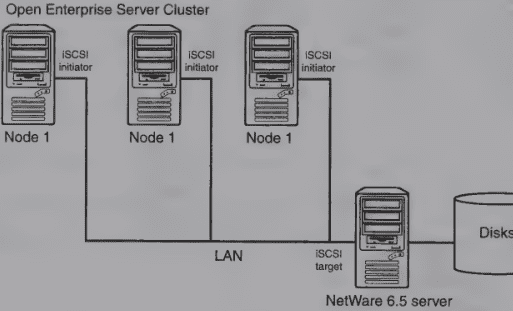 Open Enterprise Server Cluster
iSCSI
initiator
iSCSI
initiator
iSCSI
initiator
Node 1
Node 1
Node 1
LAN
iSCSI
target
Disks
NetWare 6.5 server